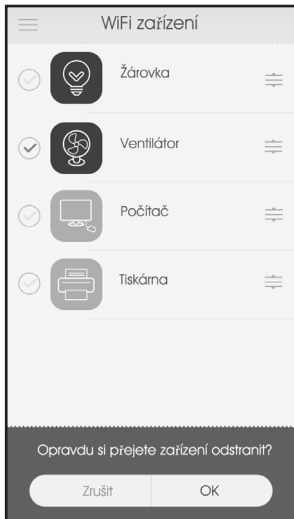 WiFi zařízení
Žárovka
Ventilátor
Počítač
Tiskárna
Opravdu si přejete zařízení odstranit?
Zrušit OK